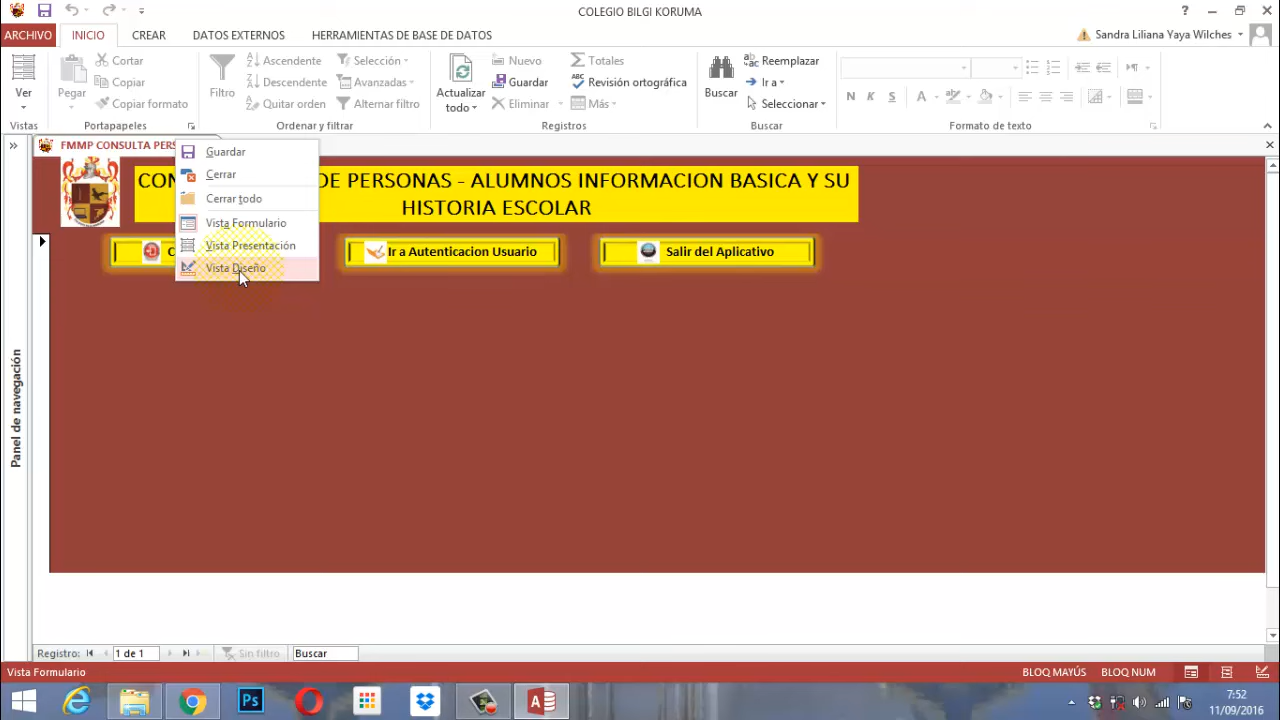 COLEGIO BILGI KORUMA
ARCHIVO INICIO CREAR DATOS EXTERNOS HERRAMIENTAS DE BASE DE DATOS
Sandra Liliana Yaya Wilches
Ver
Vistas
Pegar
Cortar
Copiar
Copiar formato
Portapapeles
Filtro
Ascendente
Descendente
Quitar orden
Selección
Avanzadas
Alternar filtro
Ordenar y filtrar
Actualizar
todo
Nuevo
Guardar
Eliminar
Totales
Revisión ortográfica
Más
Registros
Buscar
Reemplazar
Ir a
Seleccionar
Buscar
N K S
Formato de texto
FMMP CONSULTA
Guardar
Cerrar
Cerrar todo
Vista Formulario
Vista Presentación
Vista Diseño
DE PERSONAS - ALUMNOS INFORMACION BASICA Y SU
HISTORIA ESCOLAR
Ir a Autenticacion Usuario
Salir del Aplicativo
Panel de navegación
Registro: 1 de 1 Sin filtro Buscar
Vista Formulario
BLOQ MAYÚS BLOQ NUM
Ps
7:52
11/09/2016